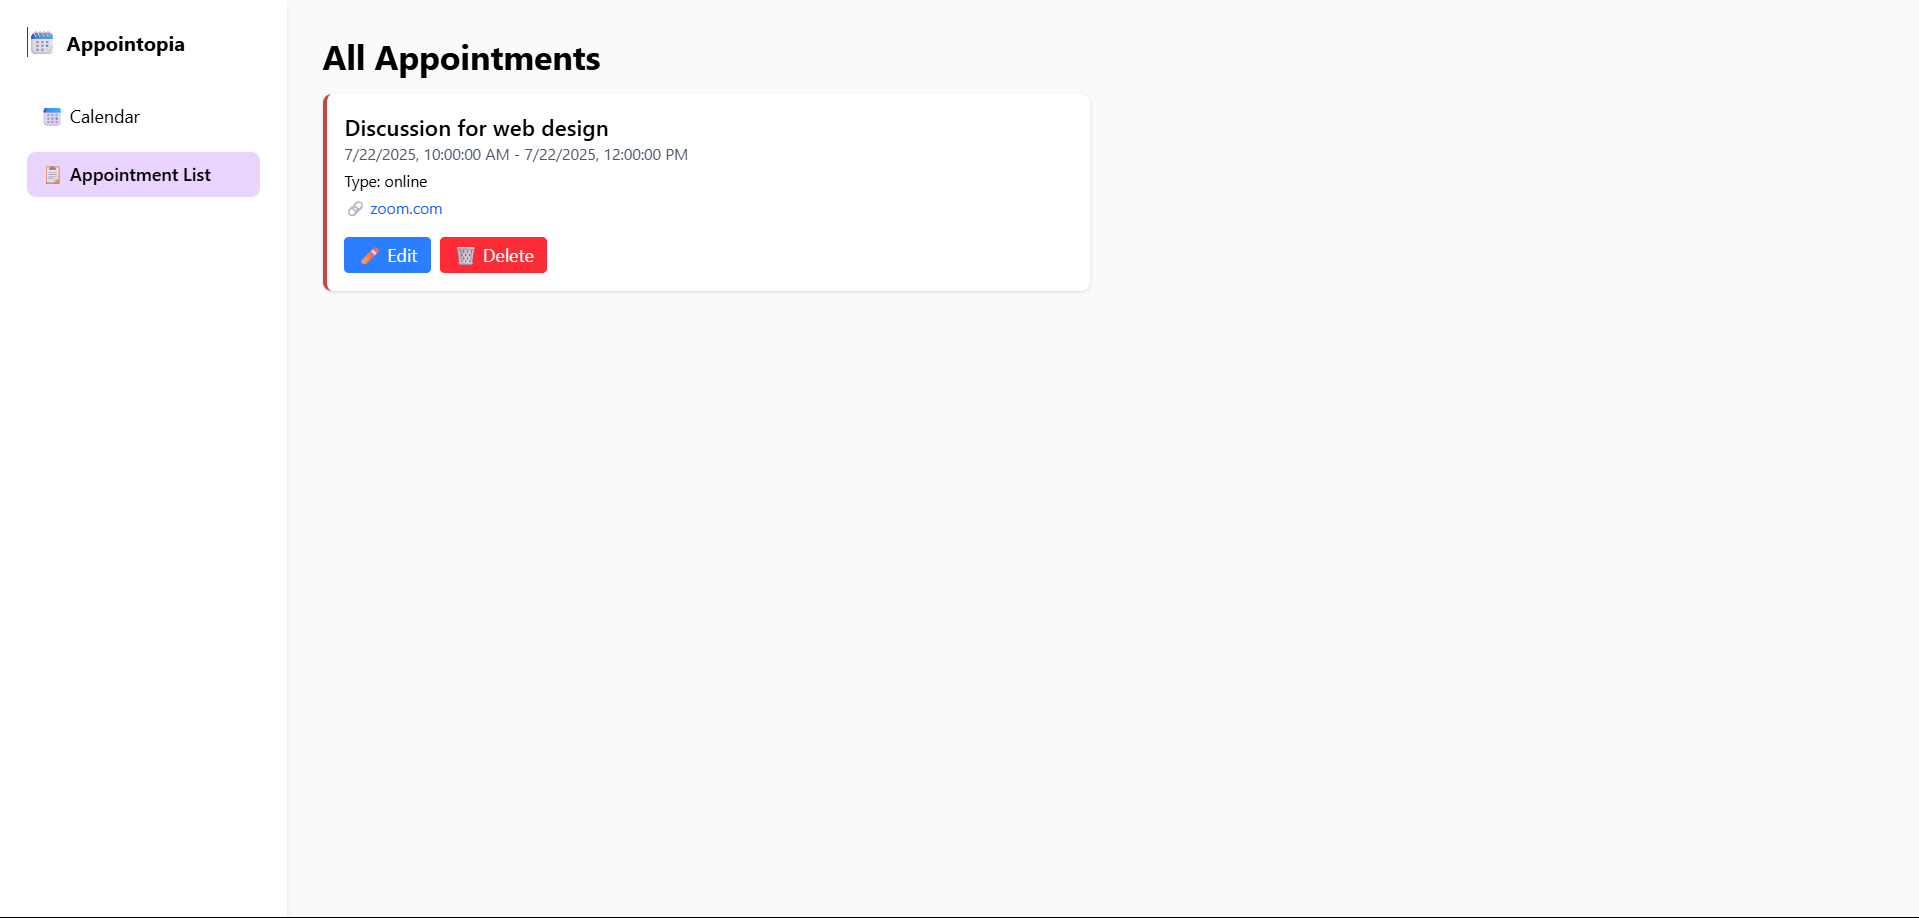 Appointopia
Calendar
Appointment List
All Appointments
Discussion for web design
7/22/2025, 10:00:00 AM - 7/22/2025, 12:00:00 PM
Type: online
zoom.com
Edit
Delete